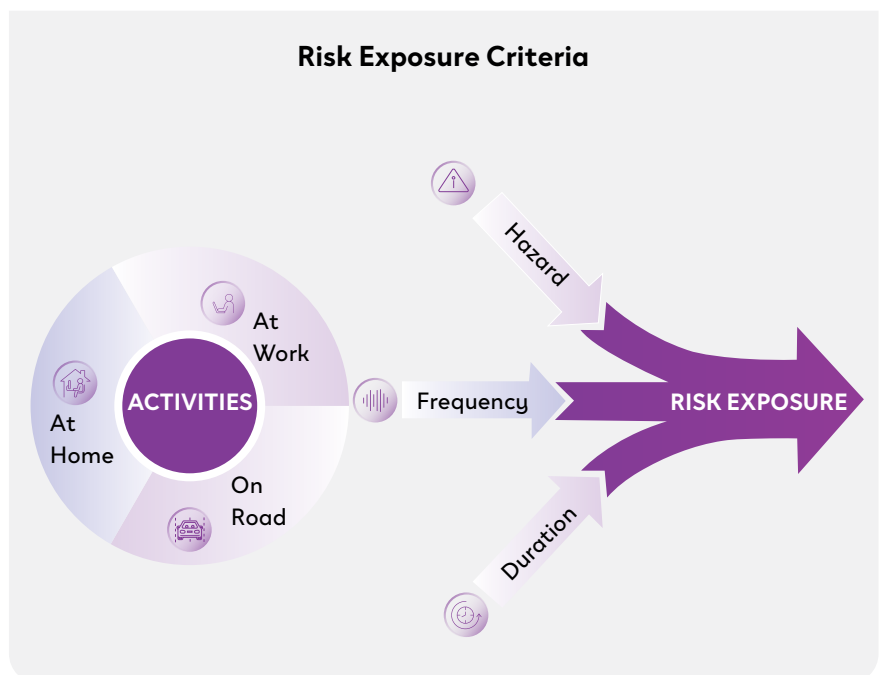 Risk Exposure Criteria
At
Work
ACTIVITIES
At
Home
On
Road
Hazard
Frequency
Duration
RISK EXPOSURE